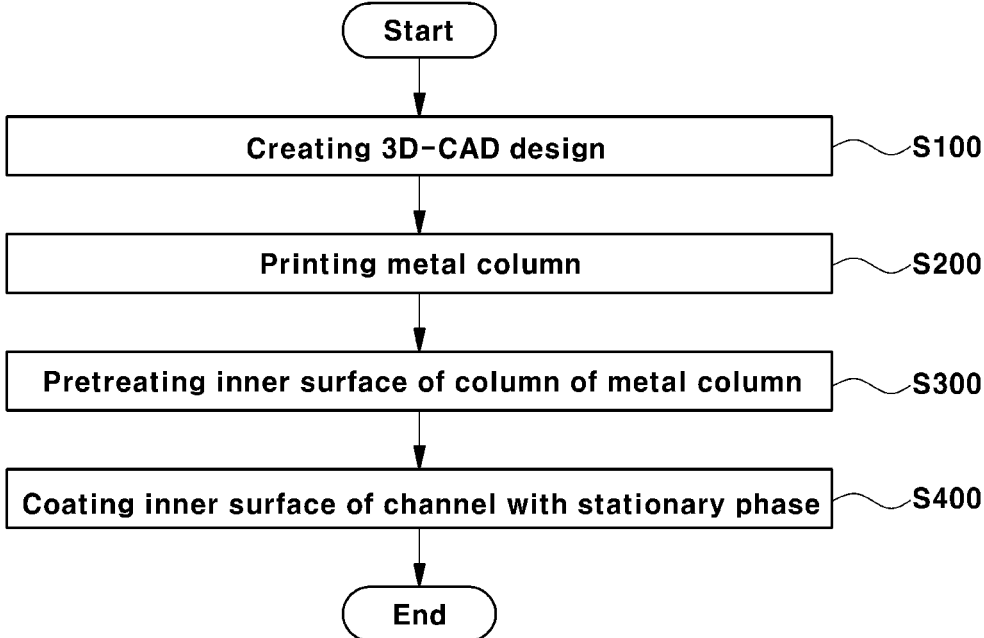 Start
Creating 3D-CAD design
S100
Printing metal column
S200
Pretreating inner surface of column of metal column
S300
Coating inner surface of channel with stationary phase
S400
End